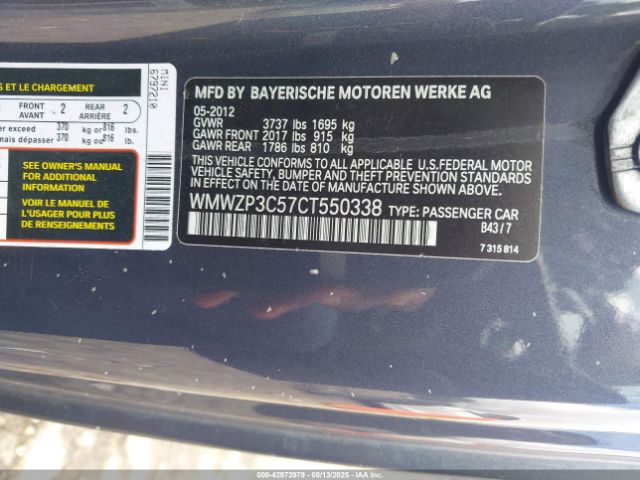 S ET LE CHARGEMENT
FRONT AVANT 2 REAR ARRIÈRE 2
er exceed 370 kg or 816 lbs.
mais dépasser 370 kg ou 816 lb.
MINI
6797210
SEE OWNER'S MANUAL
FOR ADDITIONAL
INFORMATION
VOIR LE MANUEL DE
L'USAGER POUR PLUS
DE RENSEIGNEMENTS
MFD BY BAYERISCHE MOTOREN WERKE AG
05-2012
GVWR 3737 lbs 1695 kg
GAWR FRONT 2017 lbs 915 kg
GAWR REAR 1786 lbs 810 kg
THIS VEHICLE CONFORMS TO ALL APPLICABLE U.S.FEDERAL MOTOR
VEHICLE SAFETY, BUMPER AND THEFT PREVENTION STANDARDS
IN EFFECT ON THE DATE OF MANUFACTURE SHOWN ABOVE.
WMWZP3C57CT550338 TYPE: PASSENGER CAR
B43/7
7 315 814
000-42972979 08/13/2025 Copart